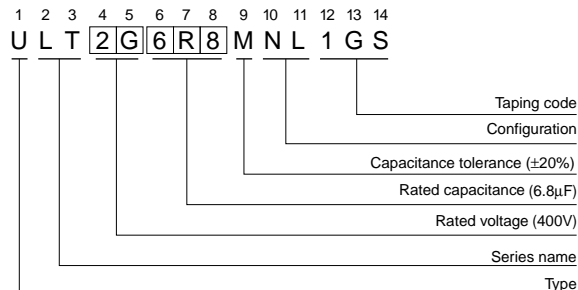 1 2 3 4 5 6 7 8 9 10 11 12 13 14
U L T 2 G 6 R 8 M N L 1 G S
Taping code
Configuration
Capacitance tolerance (±20%)
Rated capacitance (6.8µF)
Rated voltage (400V)
Series name
Type